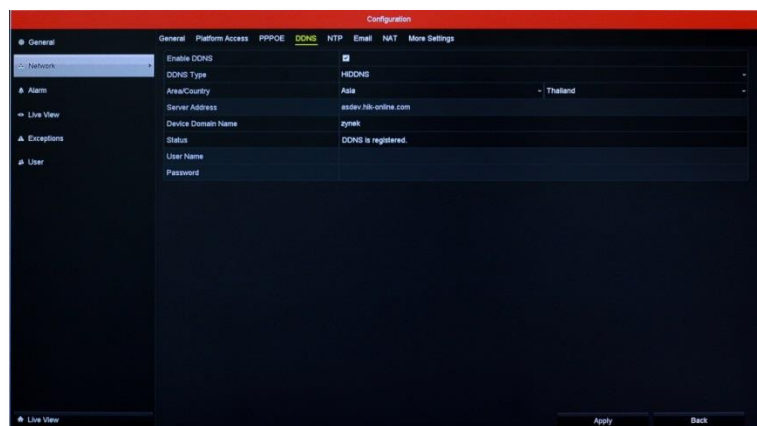 Configuration
General
Network
Alarm
Live View
Exceptions
User
General Platform Access PPPOE DDNS NTP Email NAT More Settings
Enable DDNS
DDNS Type HIDDNS
Area/Country Asia Thailand
Server Address asdev.hik-online.com
Device Domain Name zynek
Status DDNS is registered.
User Name
Password
Live View Apply Back